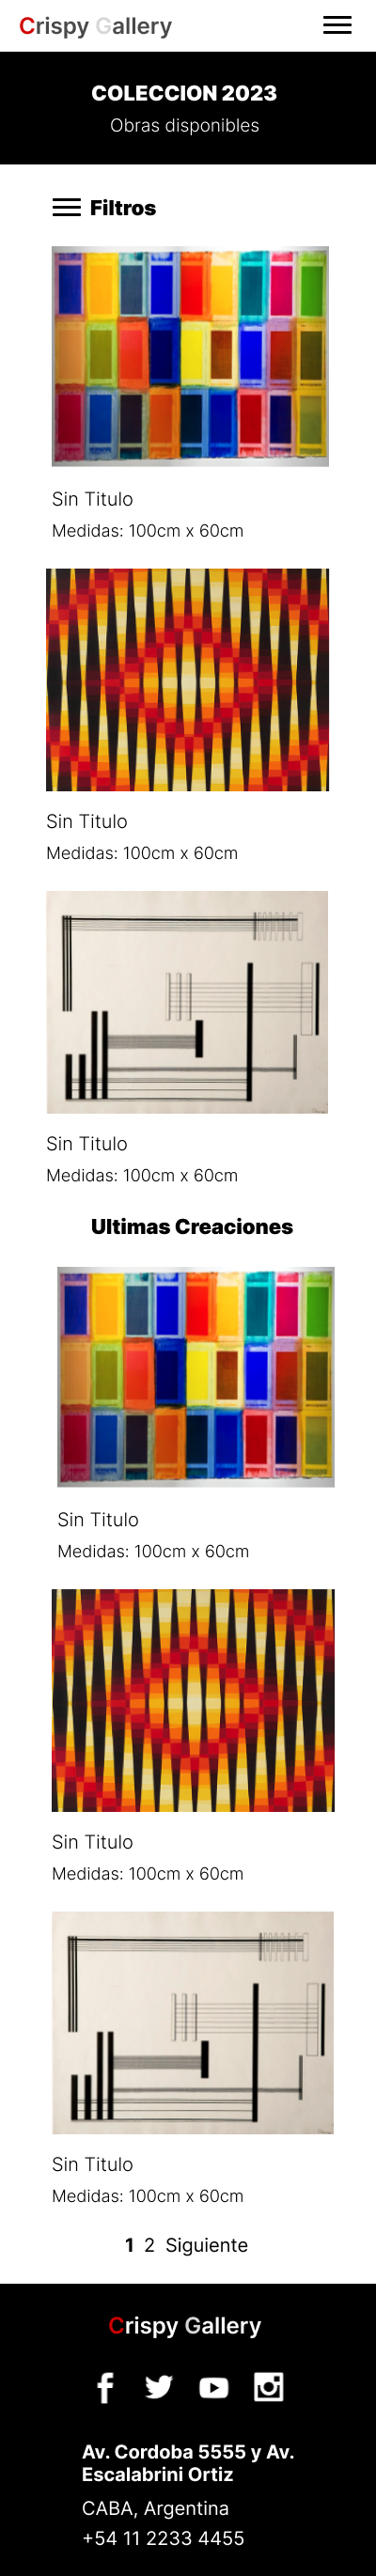 Crispy Gallery
COLECCION 2023
Obras disponibles
Filtros
Sin Titulo
Medidas: 100cm x 60cm
Sin Titulo
Medidas: 100cm x 60cm
Sin Titulo
Medidas: 100cm x 60cm
Ultimas Creaciones
Sin Titulo
Medidas: 100cm x 60cm
Sin Titulo
Medidas: 100cm x 60cm
Sin Titulo
Medidas: 100cm x 60cm
1 2 Siguiente
Crispy Gallery
Av. Cordoba 5555 y Av.
Escalabrini Ortiz
CABA, Argentina
+54 11 2233 4455